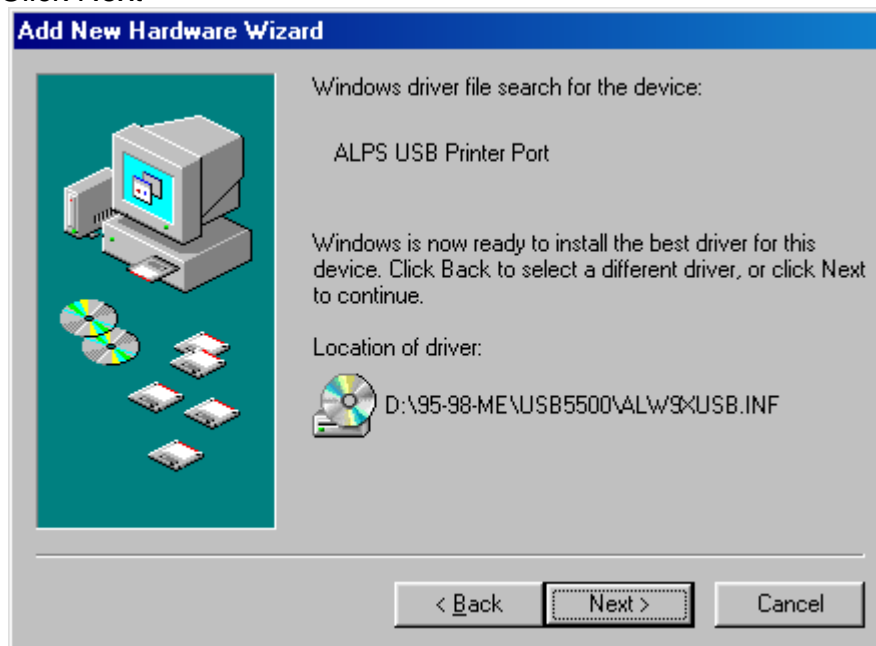 Click Next
Add New Hardware Wizard
Windows driver file search for the device:
ALPS USB Printer Port
Windows is now ready to install the best driver for this
device. Click Back to select a different driver, or click Next
to continue.
Location of driver:
D:\95-98-ME\USB5500\ALW9XUSB.INF
< Back
Next >
Cancel